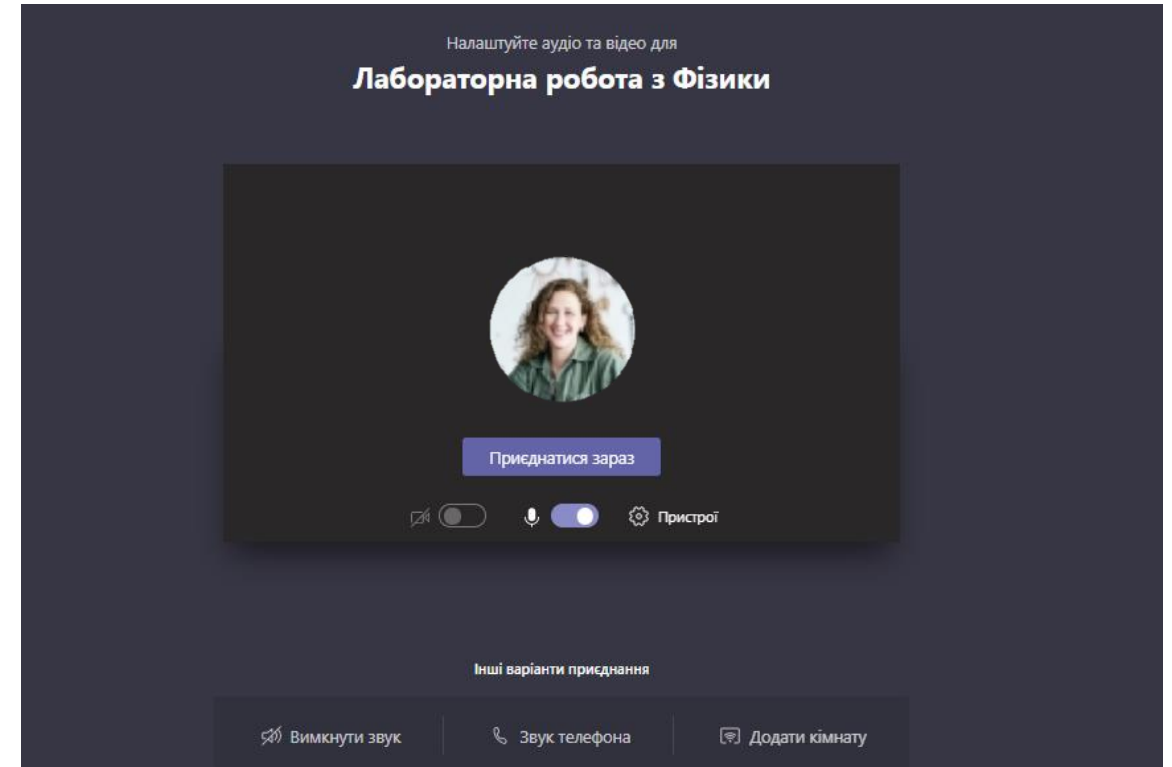 Налаштуйте аудіо та відео для
Лабораторна робота з Фізики
Приєднатися зараз
Пристрої
Інші варіанти приєднання
Вимкнути звук
Звук телефона
Додати кімнату